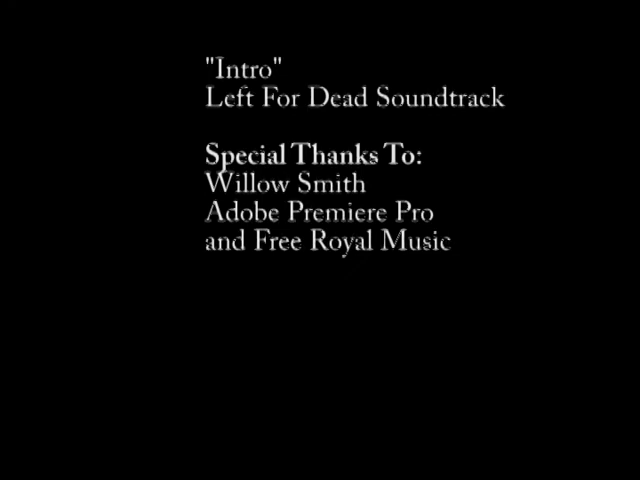 "Intro"
Left For Dead Soundtrack
Special Thanks To:
Willow Smith
Adobe Premiere Pro
and Free Royal Music